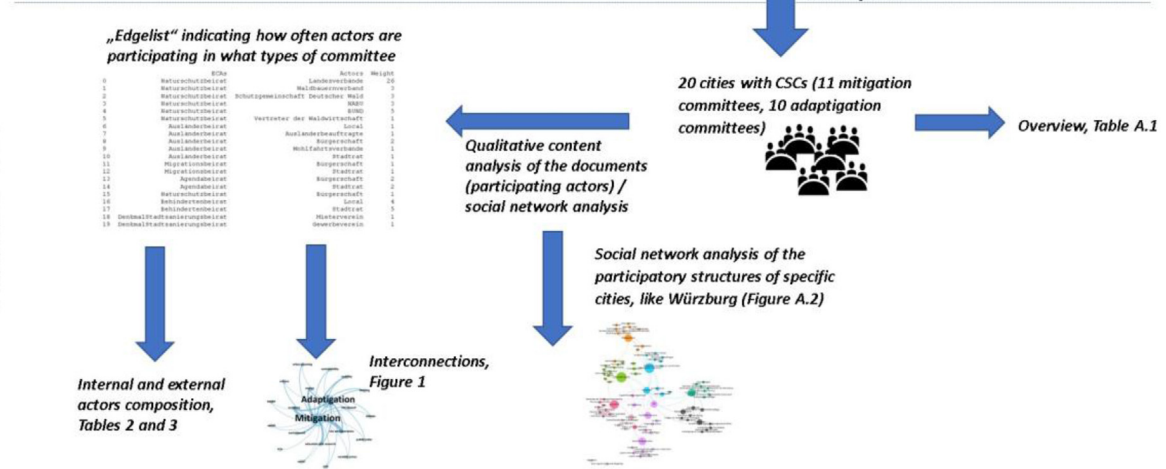 „Edgelist“ indicating how often actors are
participating in what types of committee
ECAs Actors Weight
0 Naturschutzbeirat Landesverbände 26
1 Naturschutzbeirat Waldbauernverband 3
2 Naturschutzbeirat Schutzgemeinschaft Deutscher Wald 3
3 Naturschutzbeirat NABU 3
4 Naturschutzbeirat BUND 5
5 Naturschutzbeirat Vertreter der Waldwirtschaft 1
6 Ausländerbeirat Local 1
7 Ausländerbeirat Ausländerbeauftragte 1
8 Ausländerbeirat Bürgerschaft 2
9 Ausländerbeirat Wohlfahrtsverbände 1
10 Ausländerbeirat Stadtrat 1
11 Migrationsbeirat Bürgerschaft 1
12 Migrationsbeirat Stadtrat 1
13 Agendabeirat Bürgerschaft 2
14 Agendabeirat Stadtrat 2
15 Naturschutzbeirat Bürgerschaft 1
16 Behindertenbeirat Local 4
17 Behindertenbeirat Stadtrat
18 DenkmalStadtsanierungsbeirat Mieterverein 1
19 DenkmalStadtsanierungsbeirat Gewerbeverein 1
20 cities with CSCs (11 mitigation
committees, 10 adaptigation
committees)
Overview, Table A.1
Qualitative content
analysis of the documents
(participating actors) /
social network analysis
Social network analysis of the
participatory structures of specific
cities, like Würzburg (Figure A.2)
Internal and external
actors composition,
Tables 2 and 3
Interconnections,
Figure 1
Adaptigation
Mitigation